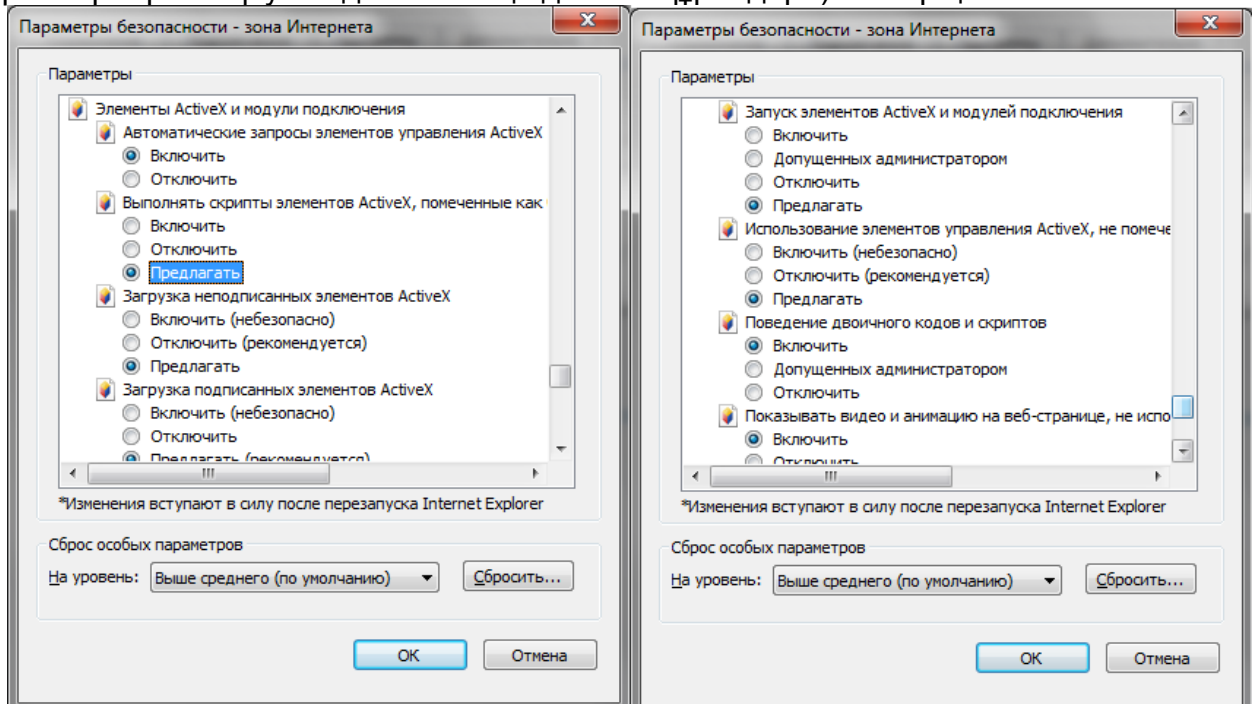 Параметры безопасности - зона Интернета
Параметры
Элементы ActiveX и модули подключения
Автоматические запросы элементов управления ActiveX
Включить
Отключить
Выполнять скрипты элементов ActiveX, помеченные как
Включить
Отключить
Предлагать
Загрузка неподписанных элементов ActiveX
Включить (небезопасно)
Отключить (рекомендуется)
Предлагать
Загрузка подписанных элементов ActiveX
Включить (небезопасно)
Отключить
Предлагать (рекомендуется)
*Изменения вступают в силу после перезапуска Internet Explorer
Сброс особых параметров
На уровень: Выше среднего (по умолчанию) Сбросить...
OK Отмена
Параметры безопасности - зона Интернета
Параметры
Запуск элементов ActiveX и модулей подключения
Включить
Допущенных администратором
Отключить
Предлагать
Использование элементов управления ActiveX, не помече
Включить (небезопасно)
Отключить (рекомендуется)
Предлагать
Поведение двоичного кодов и скриптов
Включить
Допущенных администратором
Отключить
Показывать видео и анимацию на веб-странице, не испо
Включить
Отключить
*Изменения вступают в силу после перезапуска Internet Explorer
Сброс особых параметров
На уровень: Выше среднего (по умолчанию) Сбросить...
OK Отмена